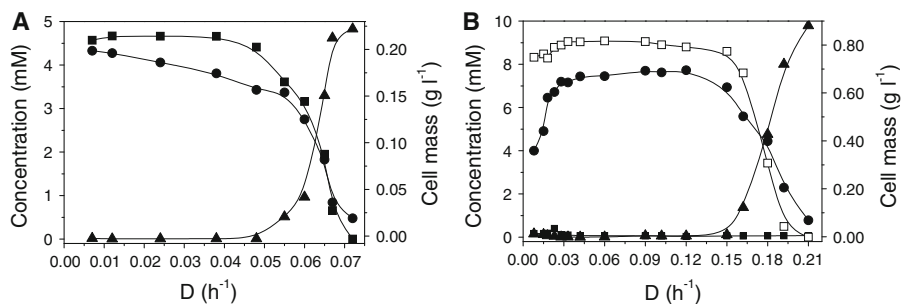 A
B
Concentration (mM)
5
4
3
2
1
0
0.20
0.15
0.10
0.05
0.00
Cell mass (g l⁻¹)
0.00 0.01 0.02 0.03 0.04 0.05 0.06 0.07
D (h⁻¹)
Concentration (mM)
10
8
6
4
2
0
0.80
0.60
0.40
0.20
0.00
Cell mass (g l⁻¹)
0.00 0.03 0.06 0.09 0.12 0.15 0.18 0.21
D (h⁻¹)